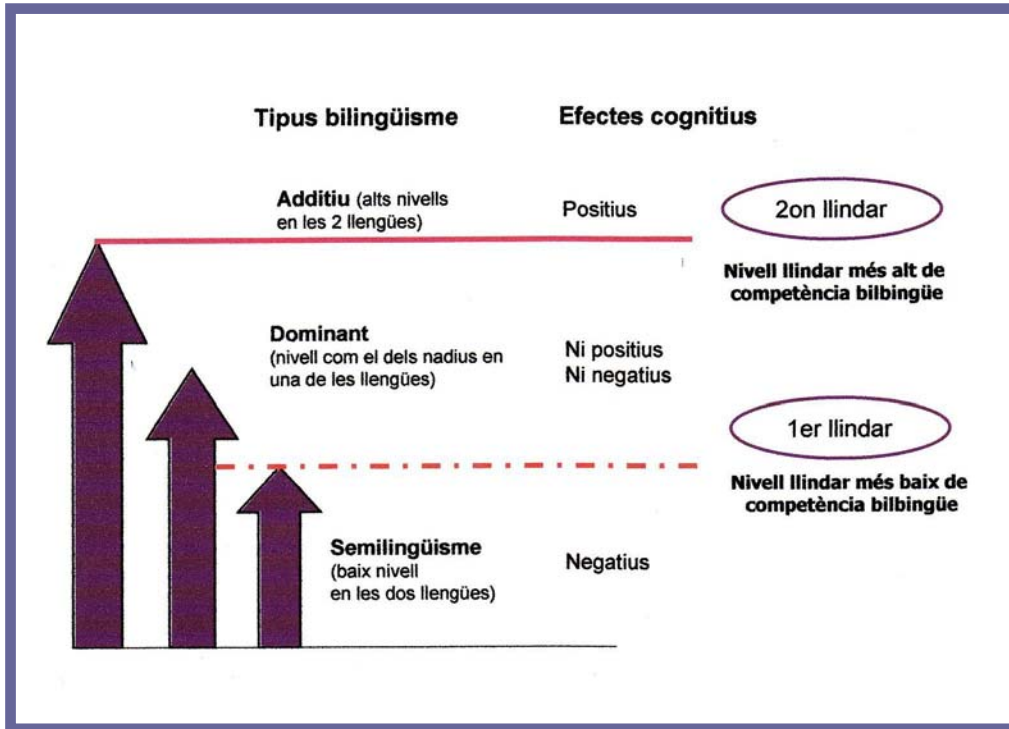 Tipus bilingüisme
Efectes cognitius
Additiu (alts nivells
en les 2 llengües)
Positius
2on llindar
Nivell llindar més alt de
competència bilbingüe
Dominant
(nivell com el dels nadius en
una de les llengües)
Ni positius
Ni negatius
1er llindar
Nivell llindar més baix de
competència bilbingüe
Semilingüisme
(baix nivell
en les dos llengües)
Negatius